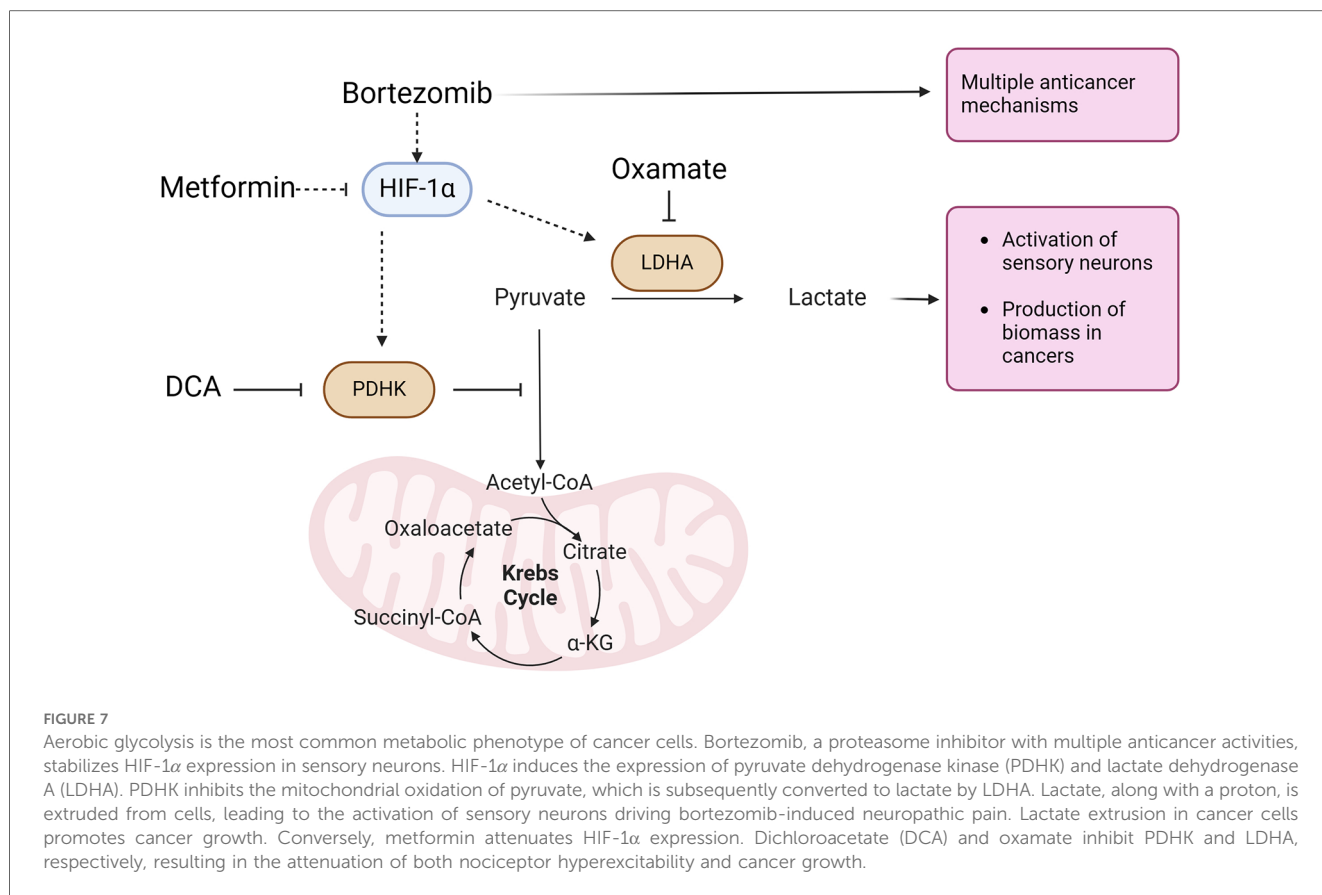 Bortezomib
Multiple anticancer
mechanisms
Metformin
HIF-1α
Oxamate
LDHA
Pyruvate
Lactate
• Activation of
sensory neurons
• Production of
biomass in
cancers
DCA
PDHK
Acetyl-CoA
Oxaloacetate
Citrate
Krebs
Cycle
Succinyl-CoA
α-KG
FIGURE 7
Aerobic glycolysis is the most common metabolic phenotype of cancer cells. Bortezomib, a proteasome inhibitor with multiple anticancer activities,
stabilizes HIF-1α expression in sensory neurons. HIF-1α induces the expression of pyruvate dehydrogenase kinase (PDHK) and lactate dehydrogenase
A (LDHA). PDHK inhibits the mitochondrial oxidation of pyruvate, which is subsequently converted to lactate by LDHA. Lactate, along with a proton, is
extruded from cells, leading to the activation of sensory neurons driving bortezomib-induced neuropathic pain. Lactate extrusion in cancer cells
promotes cancer growth. Conversely, metformin attenuates HIF-1α expression. Dichloroacetate (DCA) and oxamate inhibit PDHK and LDHA,
respectively, resulting in the attenuation of both nociceptor hyperexcitability and cancer growth.